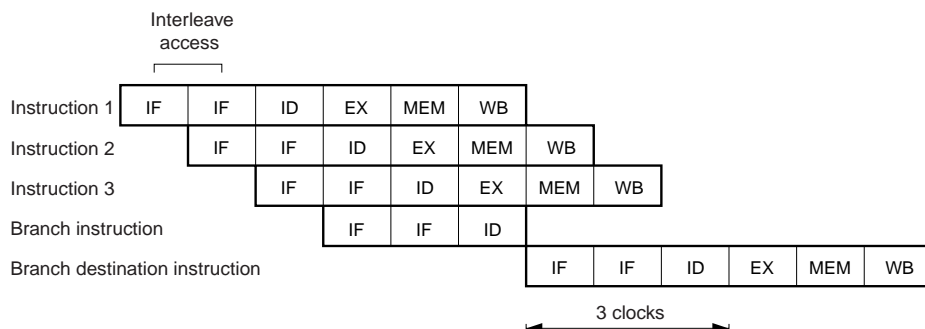 Interleave
access
Instruction 1 IF IF ID EX MEM WB
Instruction 2 IF IF ID EX MEM WB
Instruction 3 IF IF ID EX MEM WB
Branch instruction IF IF ID
Branch destination instruction IF IF ID EX MEM WB
3 clocks